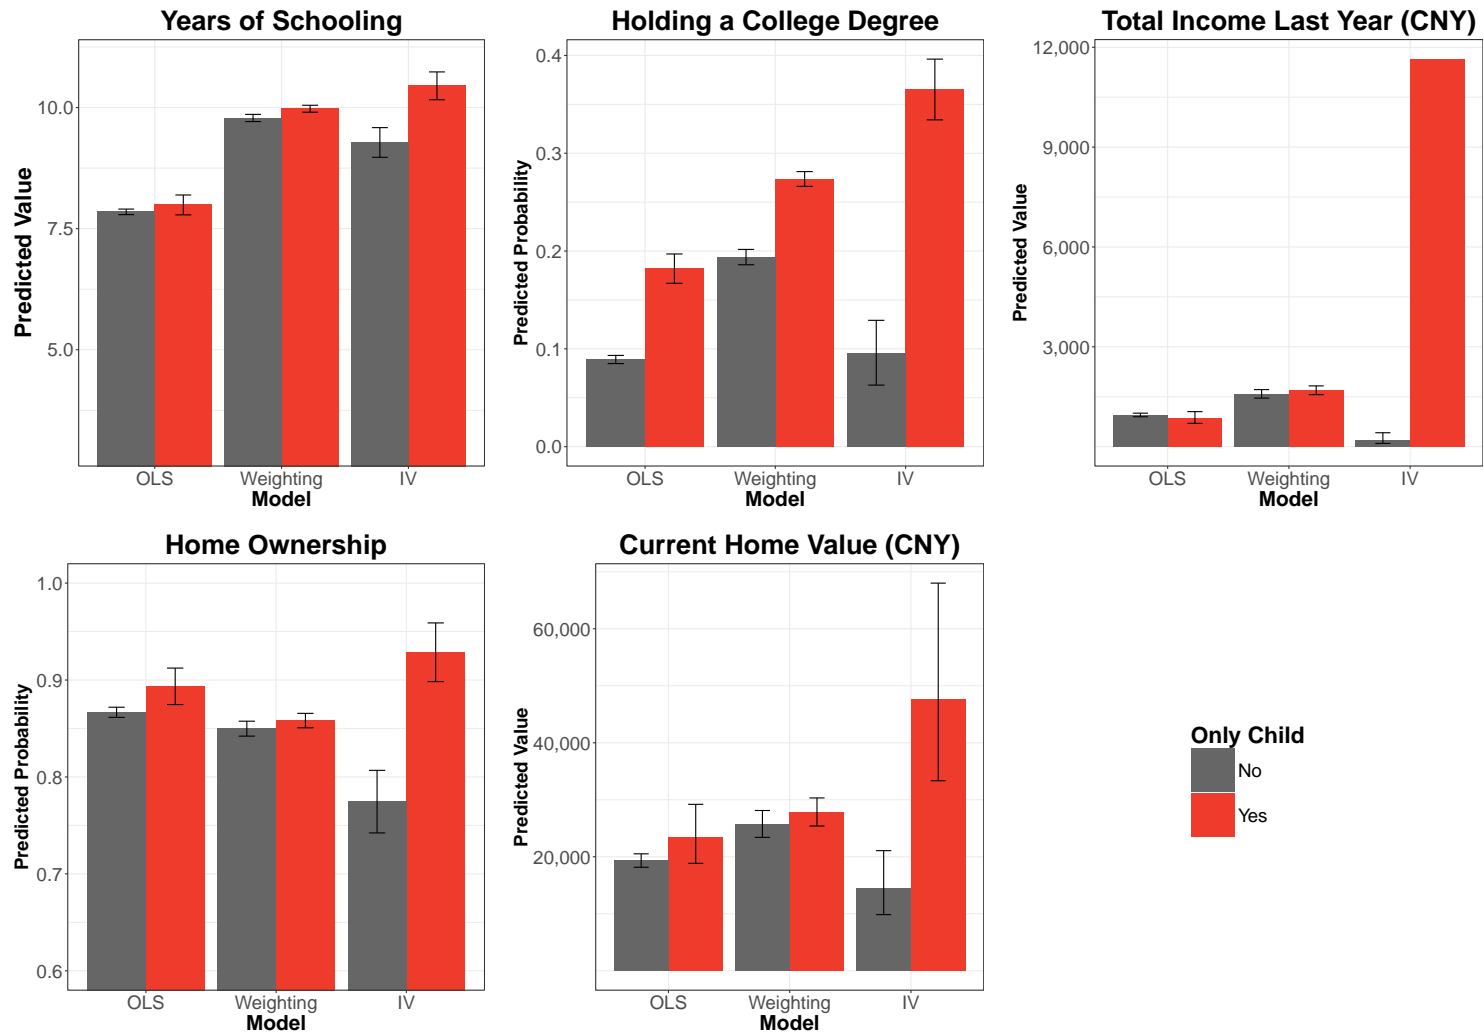 Years of Schooling
Predicted Value
10.0
7.5
5.0
OLS Weighting IV
Model
Holding a College Degree
Predicted Probability
0.4
0.3
0.2
0.1
0.0
OLS Weighting IV
Model
Total Income Last Year (CNY)
Predicted Value
12,000
9,000
6,000
3,000
OLS Weighting IV
Model
Home Ownership
Predicted Probability
1.0
0.9
0.8
0.7
0.6
OLS Weighting IV
Model
Current Home Value (CNY)
Predicted Value
60,000
40,000
20,000
OLS Weighting IV
Model
Only Child
No
Yes